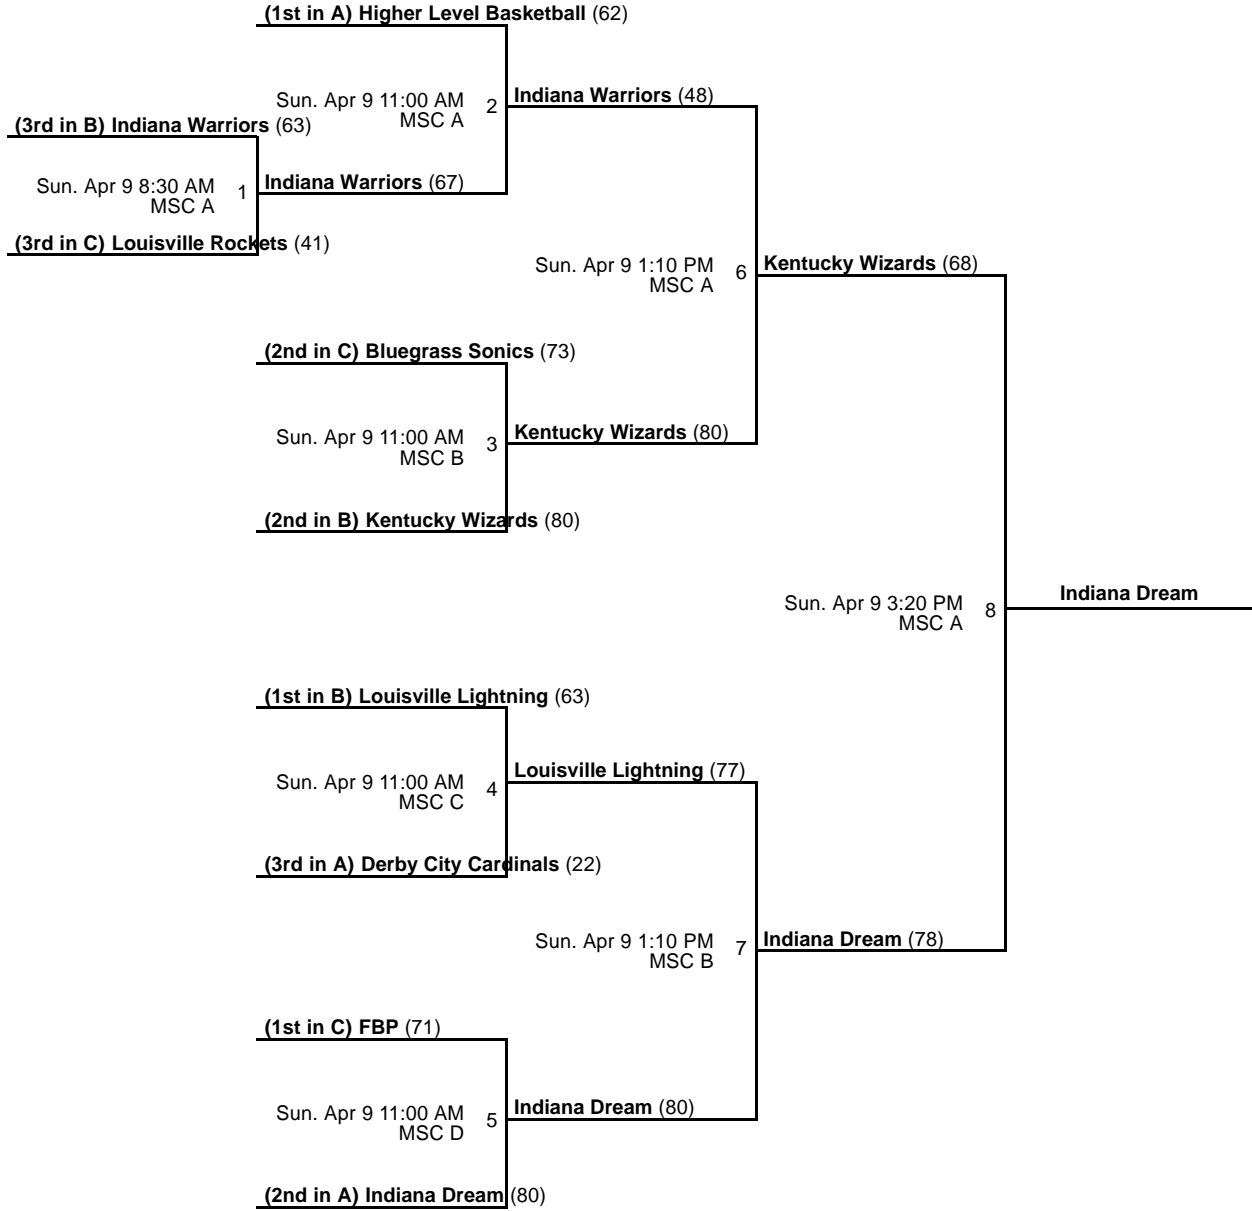 (1st in A) Higher Level Basketball (62)
Sun. Apr 9 11:00 AM
MSC A
2
Indiana Warriors (48)
(3rd in B) Indiana Warriors (63)
Sun. Apr 9 8:30 AM
MSC A
1
Indiana Warriors (67)
(3rd in C) Louisville Rockets (41)
Sun. Apr 9 1:10 PM
MSC A
6
Kentucky Wizards (68)
(2nd in C) Bluegrass Sonics (73)
Sun. Apr 9 11:00 AM
MSC B
3
Kentucky Wizards (80)
(2nd in B) Kentucky Wizards (80)
Sun. Apr 9 3:20 PM
MSC A
8
Indiana Dream
(1st in B) Louisville Lightning (63)
Sun. Apr 9 11:00 AM
MSC C
4
Louisville Lightning (77)
(3rd in A) Derby City Cardinals (22)
Sun. Apr 9 1:10 PM
MSC B
7
Indiana Dream (78)
(1st in C) FBP (71)
Sun. Apr 9 11:00 AM
MSC D
5
Indiana Dream (80)
(2nd in A) Indiana Dream (80)